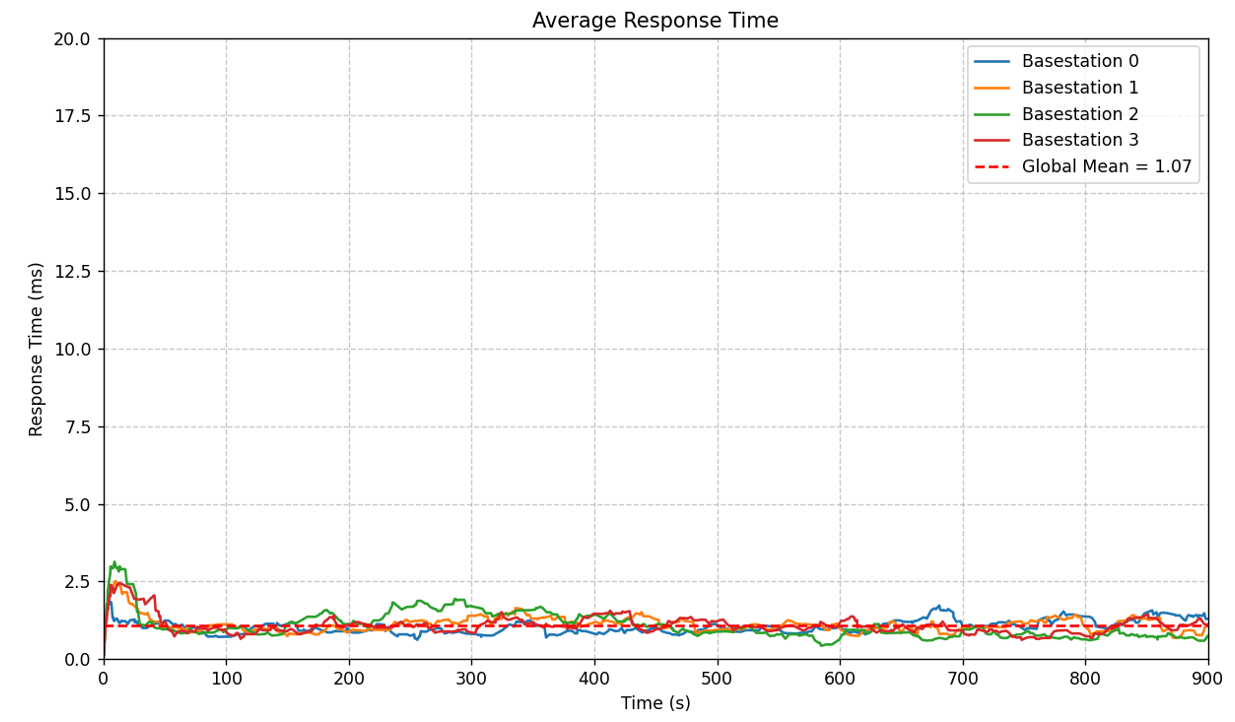 Average Response Time
20.0
17.5
15.0
12.5
10.0
7.5
5.0
2.5
0.0
Response Time (ms)
Basestation 0
Basestation 1
Basestation 2
Basestation 3
Global Mean = 1.07
0 100 200 300 400 500 600 700 800 900
Time (s)